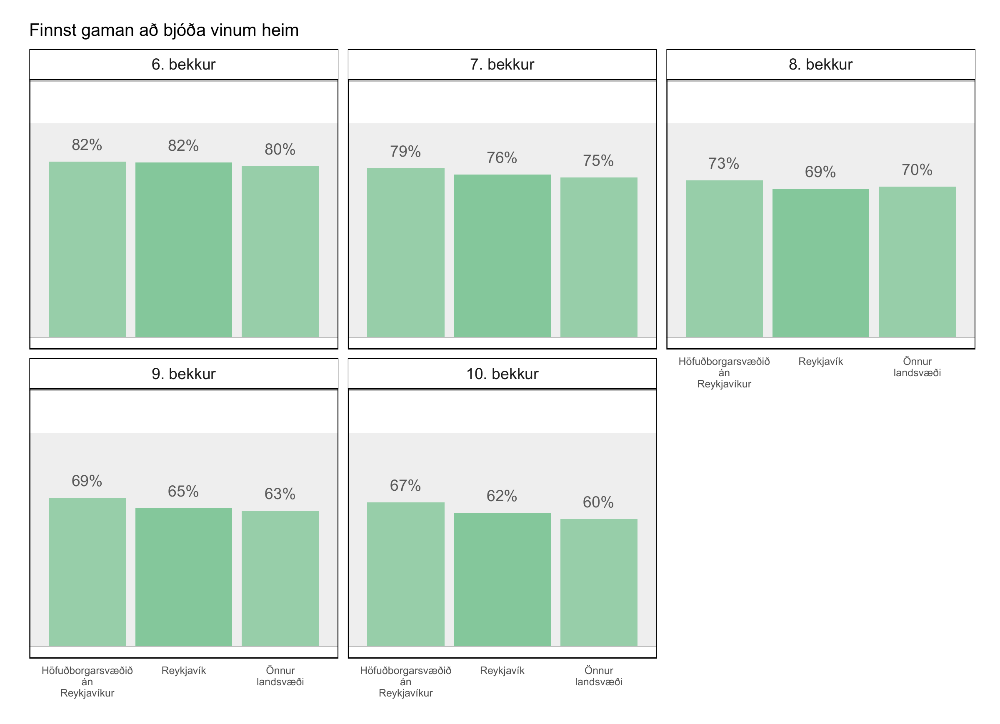 Finnst gaman að bjóða vinum heim
6. bekkur
82%
82%
80%
7. bekkur
79%
76%
75%
8. bekkur
73%
69%
70%
Höfuðborgarsvæðið
án
Reykjavíkur
Reykjavík
Önnur
landsvæði
9. bekkur
69%
65%
63%
Höfuðborgarsvæðið
án
Reykjavíkur
Reykjavík
Önnur
landsvæði
10. bekkur
67%
62%
60%
Höfuðborgarsvæðið
án
Reykjavíkur
Reykjavík
Önnur
landsvæði